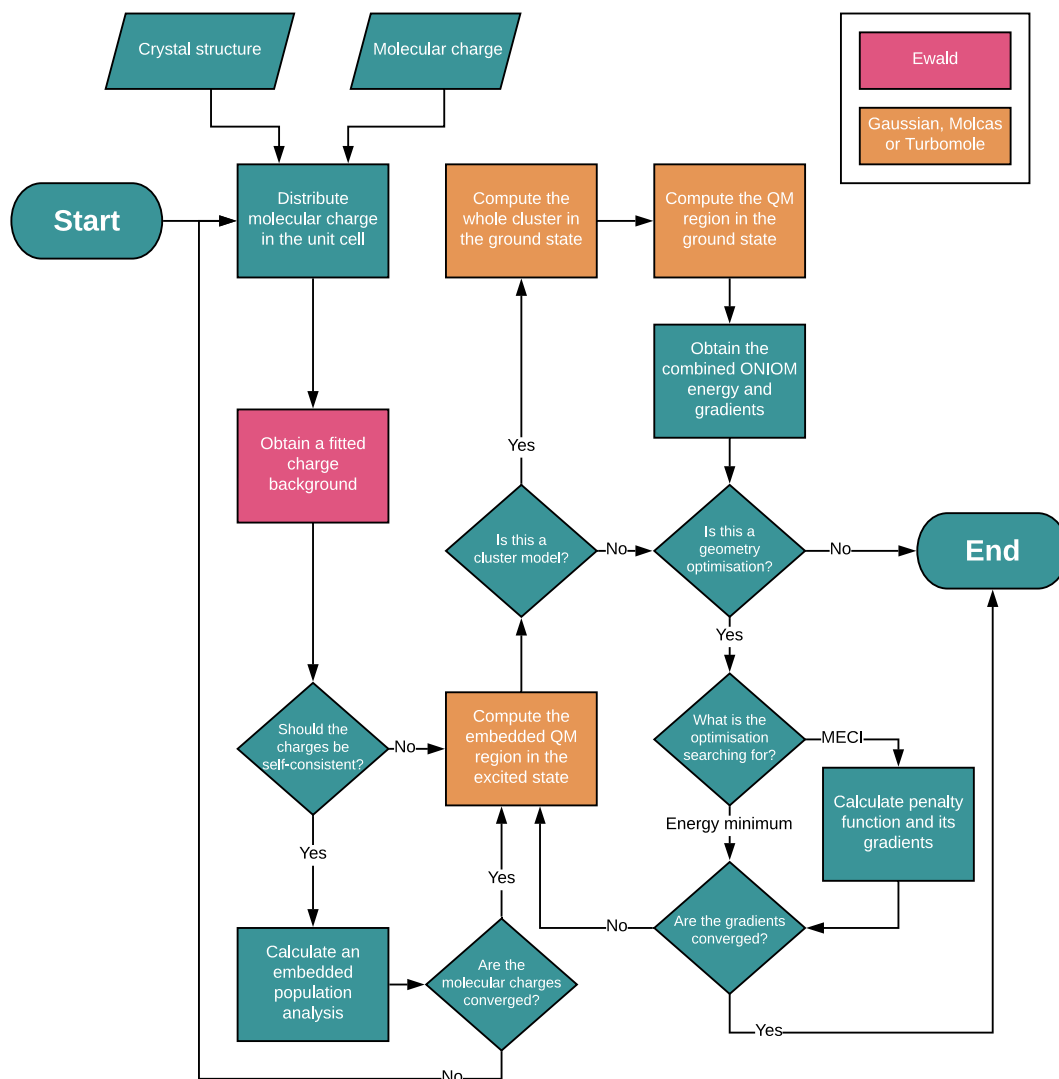 Crystal structure
Molecular charge
Ewald
Gaussian, Molcas
or Turbomole
Start
Distribute
molecular charge
in the unit cell
Compute the
whole cluster in
the ground state
Compute the QM
region in the
ground state
Obtain the
combined ONIOM
energy and
gradients
Obtain a fitted
charge
background
Yes
Is this a
cluster model?
No
Is this a
geometry
optimisation?
No
End
Yes
Should the
charges be
self-consistent?
No
Compute the
embedded QM
region in the
excited state
What is the
optimisation
searching for?
MECI
Calculate penalty
function and its
gradients
Energy minimum
Yes
Yes
No
Are the gradients
converged?
Calculate an
embedded
population
analysis
Are the
molecular charges
converged?
Yes
No